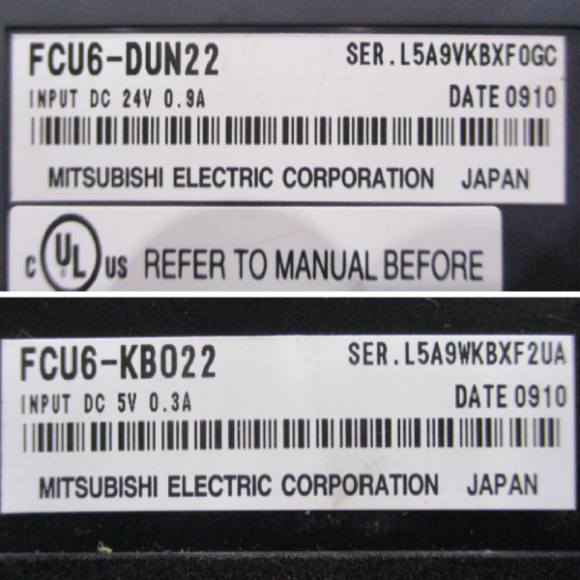 FCU6-DUN22 SER.L5A9VKBXF0GC
INPUT DC 24V 0.9A DATE 0910
MITSUBISHI ELECTRIC CORPORATION JAPAN
C UL US REFER TO MANUAL BEFORE
FCU6-KB022 SER.L5A9WKBXF2UA
INPUT DC 5V 0.3A DATE 0910
MITSUBISHI ELECTRIC CORPORATION JAPAN